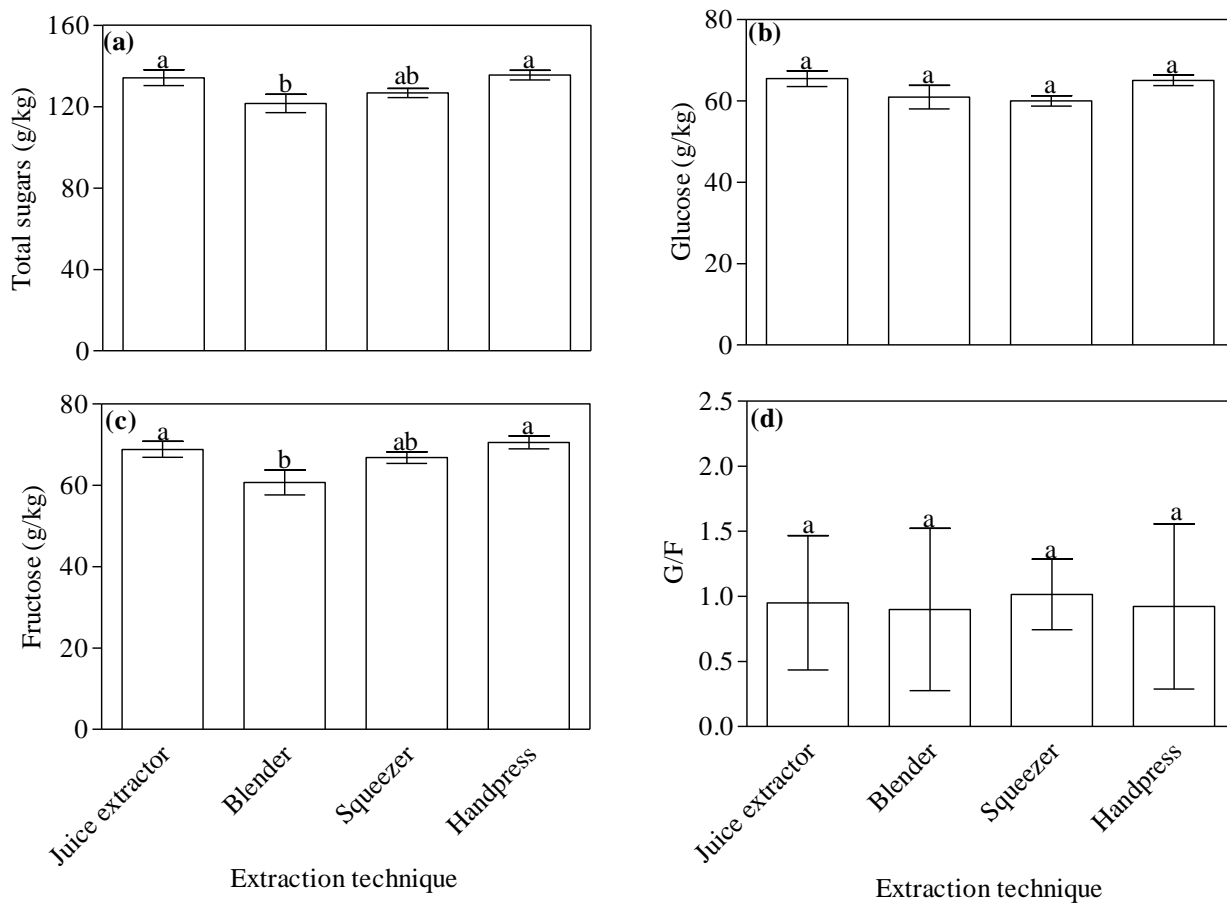 (a)
Total sugars (g/kg)
160
120
80
40
0
a
b
ab
a
(b)
Glucose (g/kg)
80
60
40
20
0
a
a
a
a
(c)
Fructose (g/kg)
80
60
40
20
0
a
b
ab
a
Juice extractor
Blender
Squeezer
Handpress
Extraction technique
(d)
G/F
2.5
2.0
1.5
1.0
0.5
0.0
a
a
a
a
Juice extractor
Blender
Squeezer
Handpress
Extraction technique